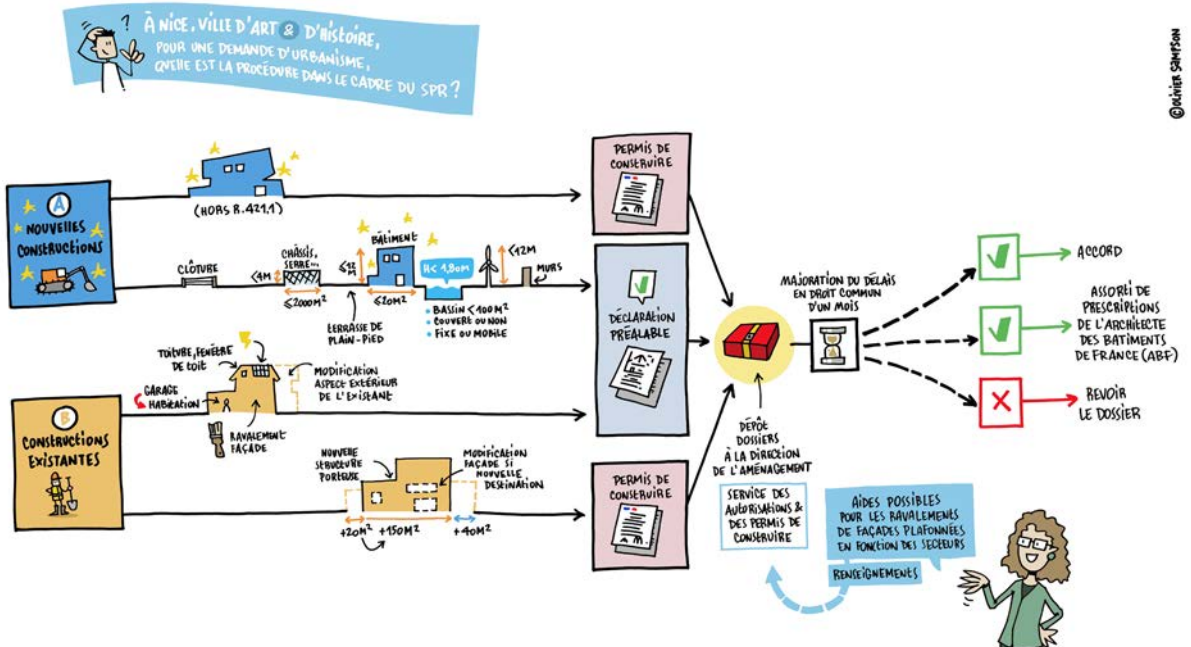 ?
À NICE, VILLE D'ART & D'HISTOIRE,
POUR UNE DEMANDE D'URBANISME,
QUELLE EST LA PROCÉDURE DANS LE CADRE DU SPR ?
©OLIVIER SAMPSON
A
NOUVELLES
CONSTRUCTIONS
(HORS R.421.1)
CLÔTURE
CHÂSSIS,
SERRE...
<4M
≤2000M²
TERRASSE DE
PLAIN-PIED
BÂTIMENT
≤12
M
≤20M²
H< 1,80M
• BASSIN <100M²
• COUVERT OU NON
• FIXE OU MOBILE
<12M
MURS
B
CONSTRUCTIONS
EXISTANTES
TOITURE, FENÊTRE
DE TOIT
GARAGE
HABITATION
RAVALEMENT
FAÇADE
MODIFICATION
ASPECT EXTÉRIEUR
DE L'EXISTANT
NOUVELLE
STRUCTURE
PORTEUSE
MODIFICATION
FAÇADE SI
NOUVELLE
DESTINATION
+20M² +150M² +40M²
PERMIS DE
CONSTRUIRE
DÉCLARATION
PRÉALABLE
PERMIS DE
CONSTRUIRE
DÉPÔT
DOSSIERS
À LA DIRECTION
DE L'AMÉNAGEMENT
SERVICE DES
AUTORISATIONS &
DES PERMIS DE
CONSTRUIRE
MAJORATION DU DÉLAIS
EN DROIT COMMUN
D'UN MOIS
ACCORD
ASSORTI DE
PRESCRIPTIONS
DE L'ARCHITECTE
DES BATIMENTS
DE FRANCE (ABF)
REVOIR
LE DOSSIER
AIDES POSSIBLES
POUR LES RAVALEMENTS
DE FAÇADES PLAFONNÉES
EN FONCTION DES SECTEURS
RENSEIGNEMENTS